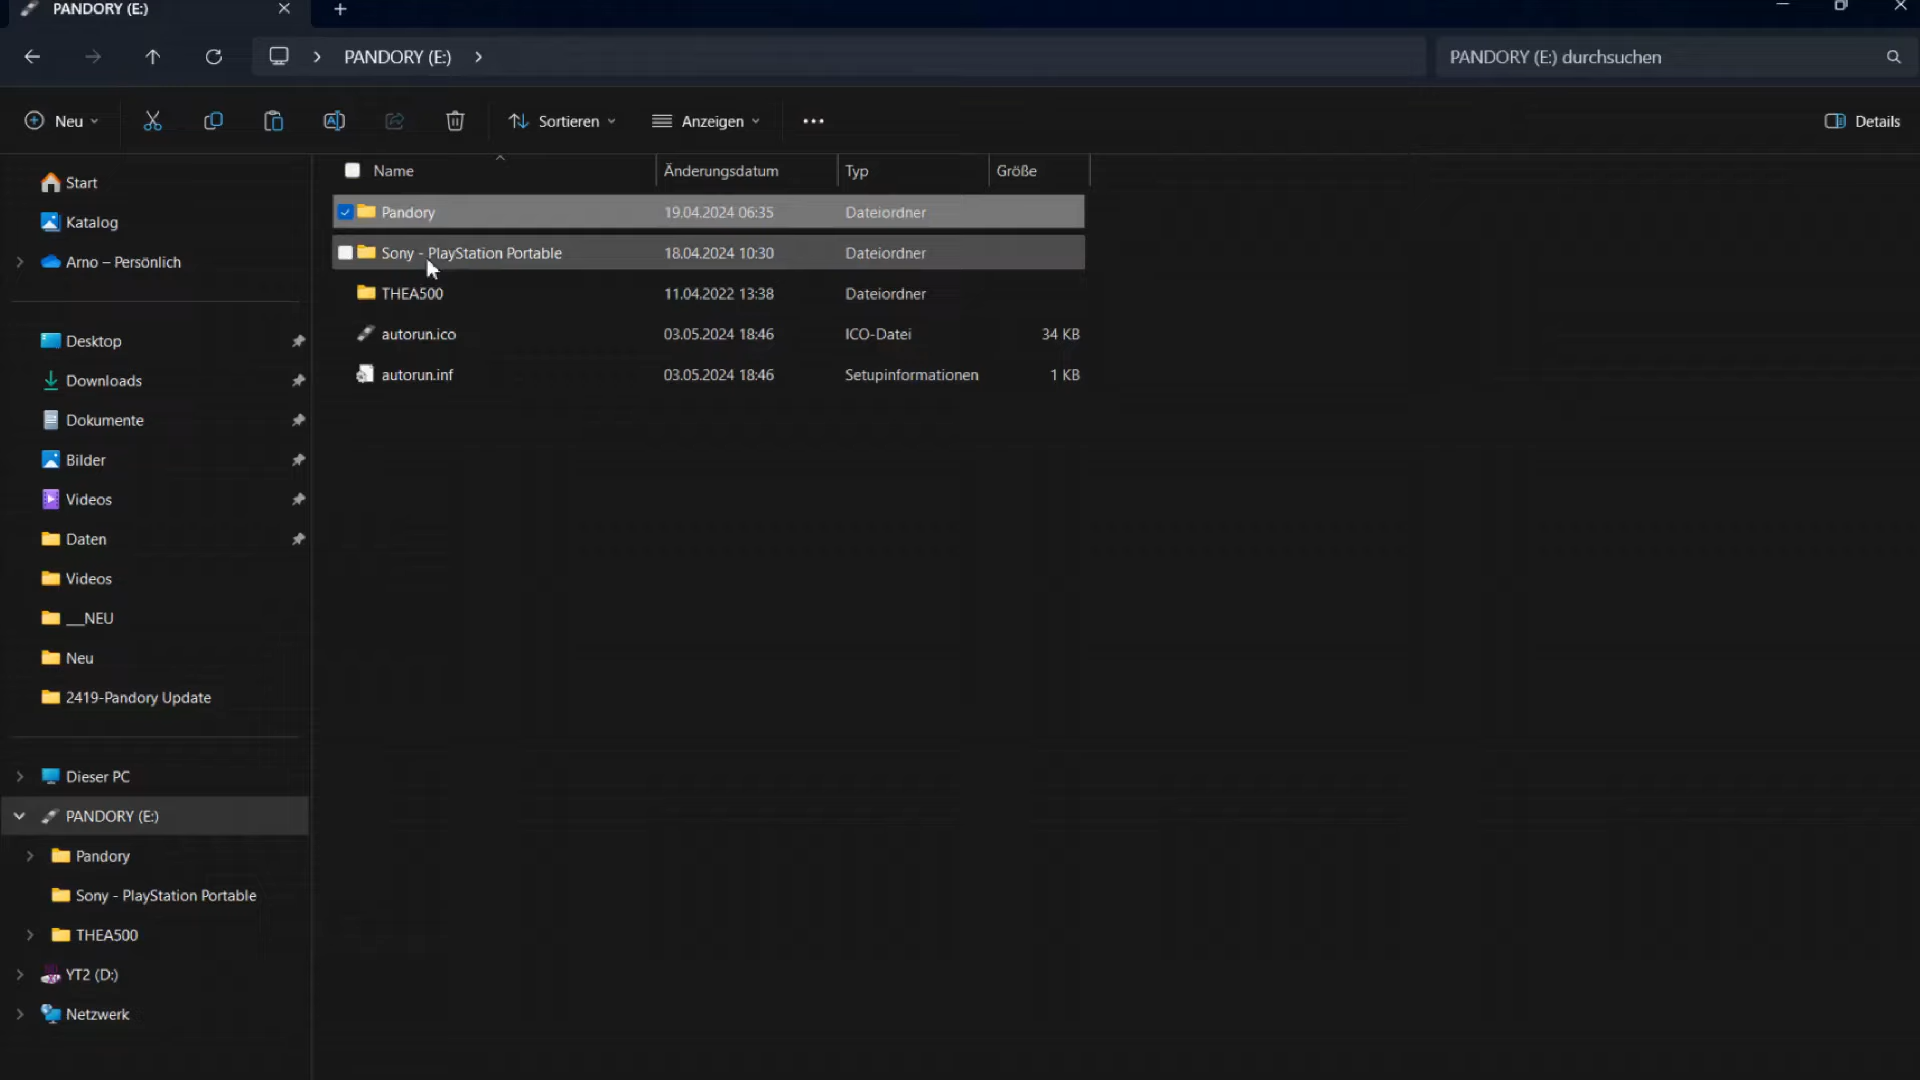 PANDORY (E:)
PANDORY (E:)
PANDORY (E:) durchsuchen
Neu
Sortieren
Anzeigen
Details
Name Änderungsdatum Typ Größe
Pandory 19.04.2024 06:35 Dateiordner
Sony - PlayStation Portable 18.04.2024 10:30 Dateiordner
THEA500 11.04.2022 13:38 Dateiordner
autorun.ico 03.05.2024 18:46 ICO-Datei 34 KB
autorun.inf 03.05.2024 18:46 Setupinformationen 1 KB
Start
Katalog
Arno – Persönlich
Desktop
Downloads
Dokumente
Bilder
Videos
Daten
Videos
__NEU
Neu
2419-Pandory Update
Dieser PC
PANDORY (E:)
Pandory
Sony - PlayStation Portable
THEA500
YT2 (D:)
Netzwerk